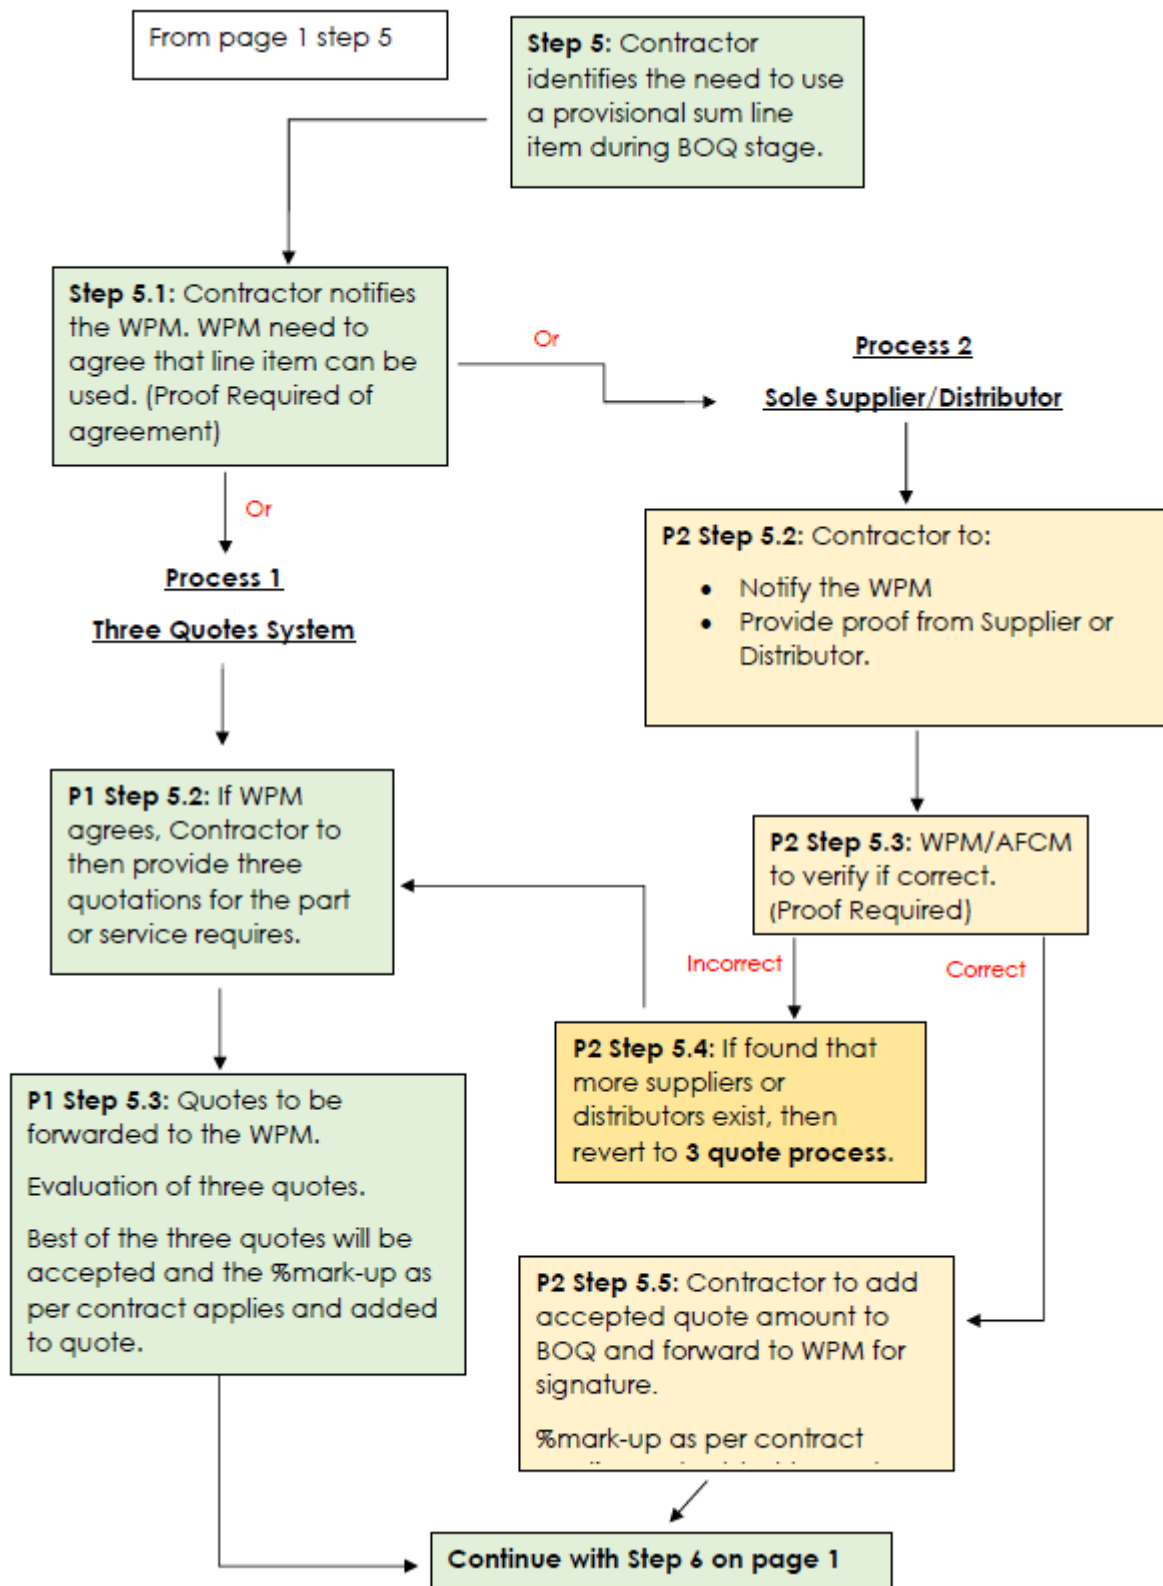 From page 1 step 5
Step 5: Contractor
identifies the need to use
a provisional sum line
item during BOQ stage.
Step 5.1: Contractor notifies
the WPM. WPM need to
agree that line item can be
used. (Proof Required of
agreement)
Or
Process 2
Sole Supplier/Distributor
Or
Process 1
Three Quotes System
P2 Step 5.2: Contractor to:
• Notify the WPM
• Provide proof from Supplier or
Distributor.
P1 Step 5.2: If WPM
agrees, Contractor to
then provide three
quotations for the part
or service requires.
P2 Step 5.3: WPM/AFCM
to verify if correct.
(Proof Required)
Incorrect
Correct
P2 Step 5.4: If found that
more suppliers or
distributors exist, then
revert to 3 quote process.
P1 Step 5.3: Quotes to be
forwarded to the WPM.
Evaluation of three quotes.
Best of the three quotes will be
accepted and the %mark-up as
per contract applies and added
to quote.
P2 Step 5.5: Contractor to add
accepted quote amount to
BOQ and forward to WPM for
signature.
%mark-up as per contract
Continue with Step 6 on page 1